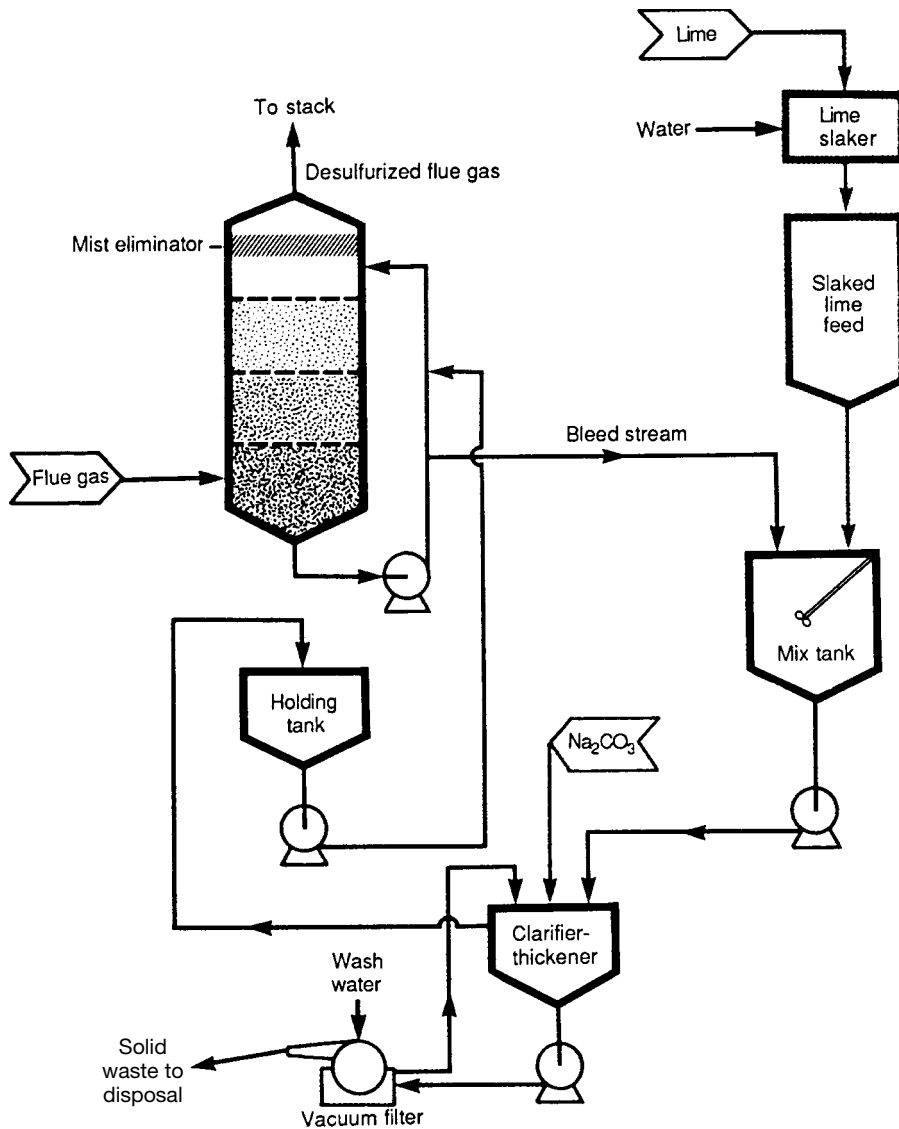 Lime
To stack
Lime
slaker
Water
Desulfurized flue gas
Mist eliminator
Slaked
lime
feed
Bleed stream
Flue gas
Mix tank
Holding
tank
Na₂CO₃
Clarifier-
thickener
Wash
water
Solid
waste to
disposal
Vacuum filter